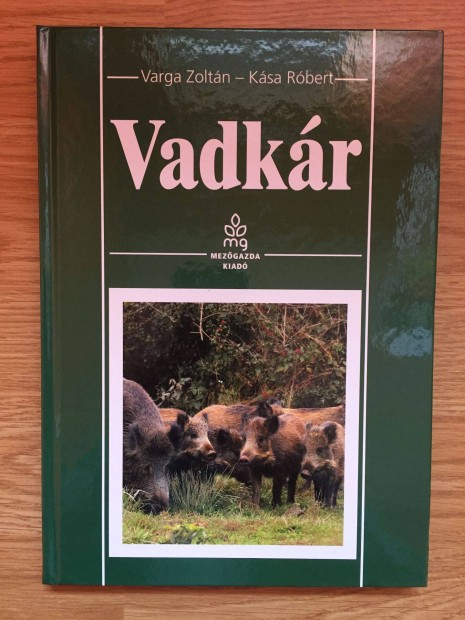 Varga Zoltán – Kása Róbert
Vadkár
mg
MEZŐGAZDA
KIADÓ